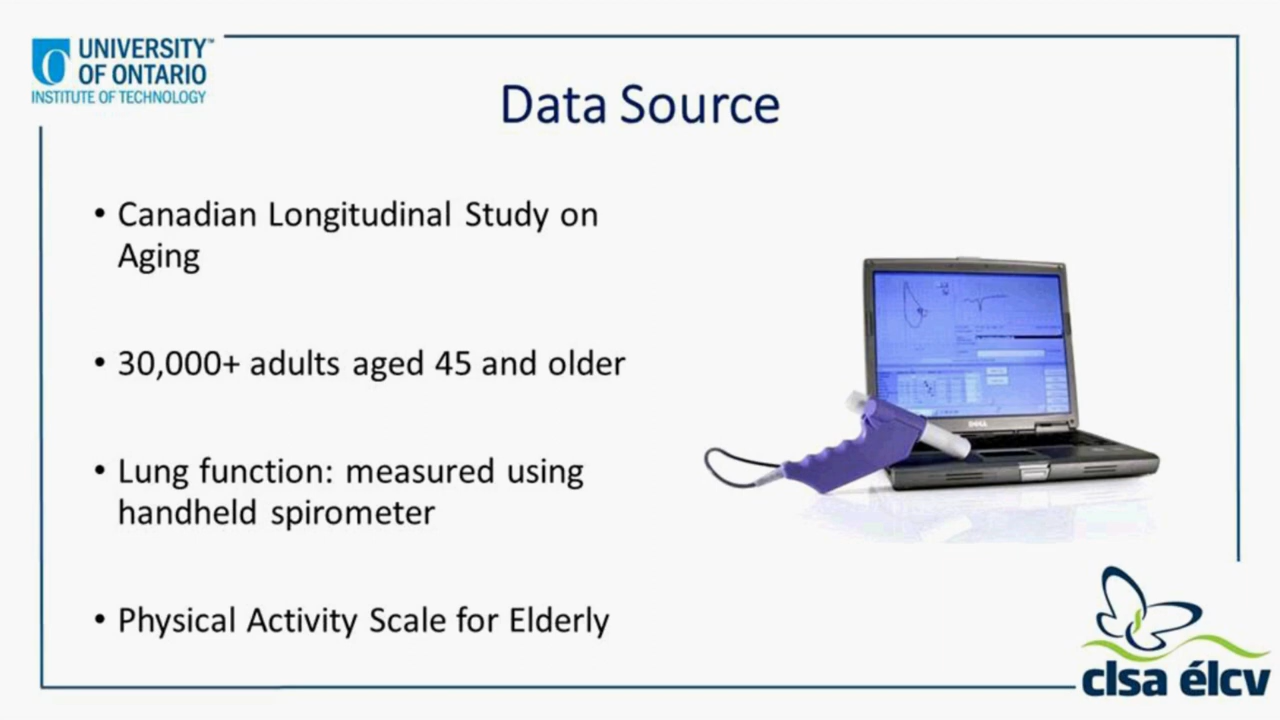 UNIVERSITY™
OF ONTARIO
INSTITUTE OF TECHNOLOGY
Data Source
• Canadian Longitudinal Study on
Aging
• 30,000+ adults aged 45 and older
• Lung function: measured using
handheld spirometer
• Physical Activity Scale for Elderly
DELL
clsa élcv